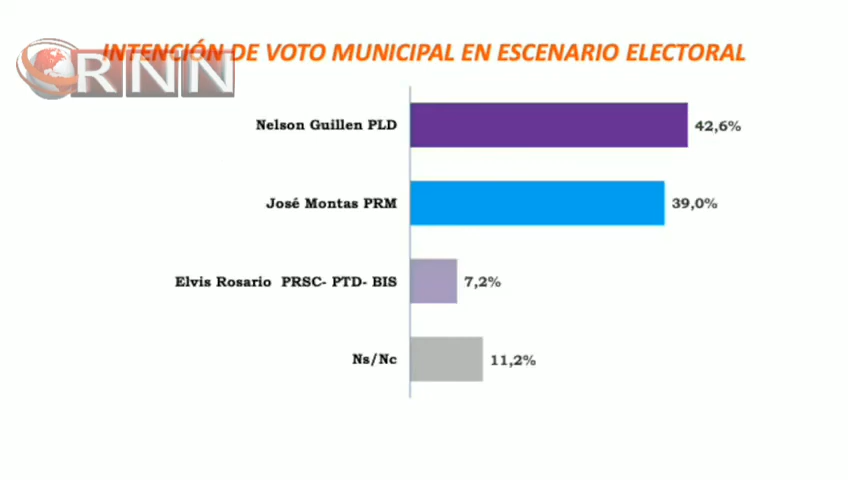 INTENCIÓN DE VOTO MUNICIPAL EN ESCENARIO ELECTORAL
RNN
Nelson Guillen PLD
42,6%
José Montas PRM
39,0%
Elvis Rosario PRSC- PTD- BIS
7,2%
Ns/Nc
11,2%